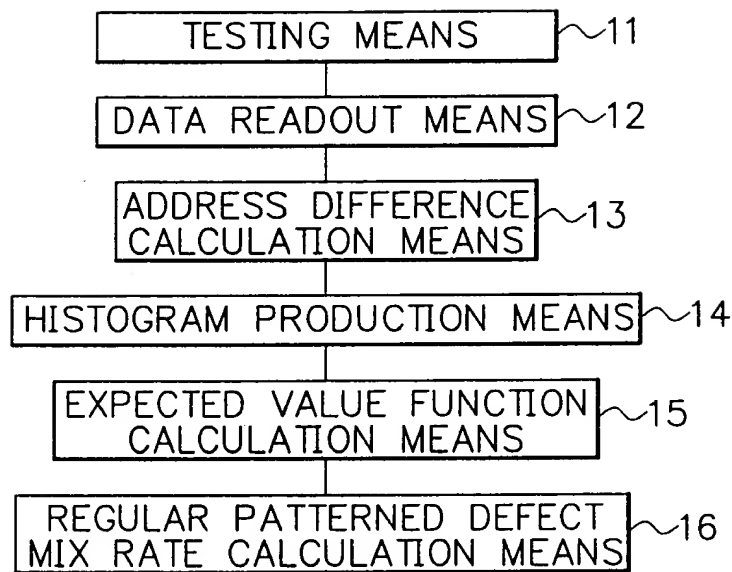 TESTING MEANS 11
DATA READOUT MEANS 12
ADDRESS DIFFERENCE
CALCULATION MEANS 13
HISTOGRAM PRODUCTION MEANS 14
EXPECTED VALUE FUNCTION
CALCULATION MEANS 15
REGULAR PATTERNED DEFECT
MIX RATE CALCULATION MEANS 16